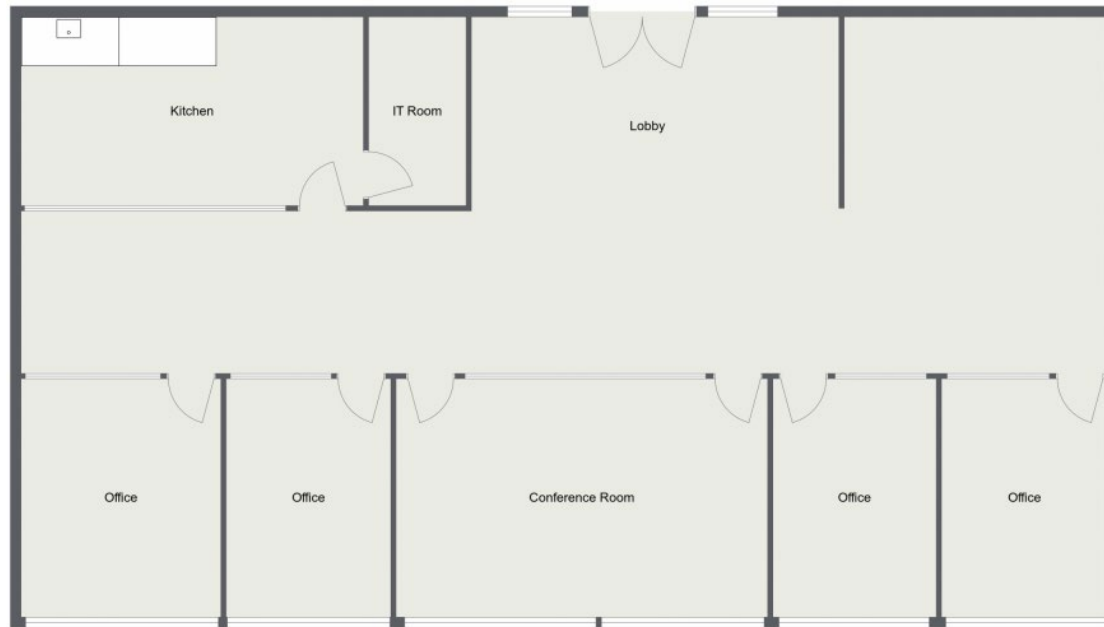 Kitchen
IT Room
Lobby
Office
Office
Conference Room
Office
Office